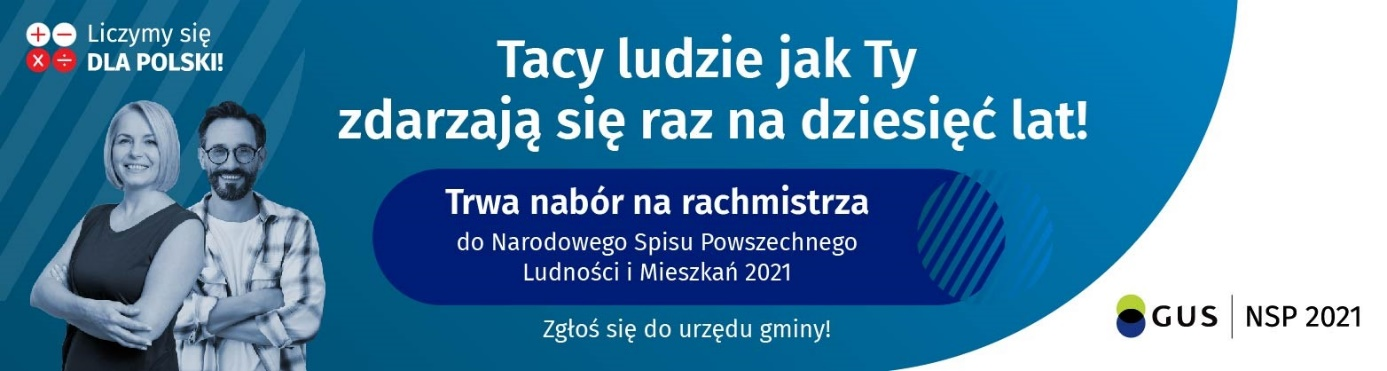 Liczymy się
DLA POLSKI!
Tacy ludzie jak Ty
zdarzają się raz na dziesięć lat!
Trwa nabór na rachmistrza
do Narodowego Spisu Powszechnego
Ludności i Mieszkań 2021
Zgłoś się do urzędu gminy!
GUS | NSP 2021